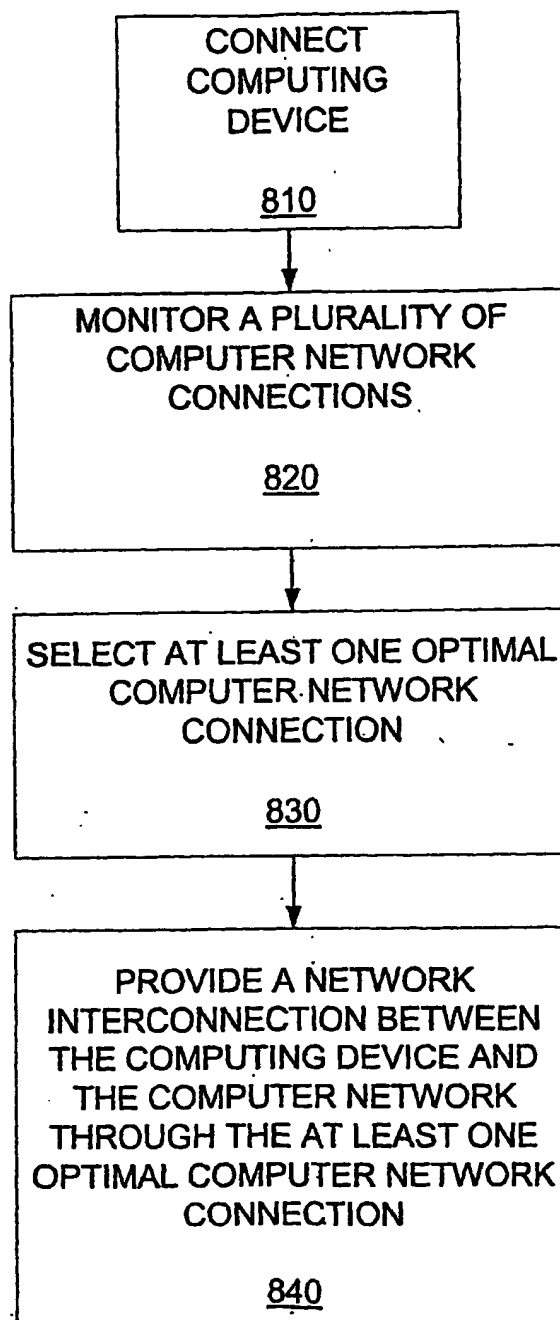 CONNECT
COMPUTING
DEVICE
810
MONITOR A PLURALITY OF
COMPUTER NETWORK
CONNECTIONS
820
SELECT AT LEAST ONE OPTIMAL
COMPUTER NETWORK
CONNECTION
830
PROVIDE A NETWORK
INTERCONNECTION BETWEEN
THE COMPUTING DEVICE AND
THE COMPUTER NETWORK
THROUGH THE AT LEAST ONE
OPTIMAL COMPUTER NETWORK
CONNECTION
840